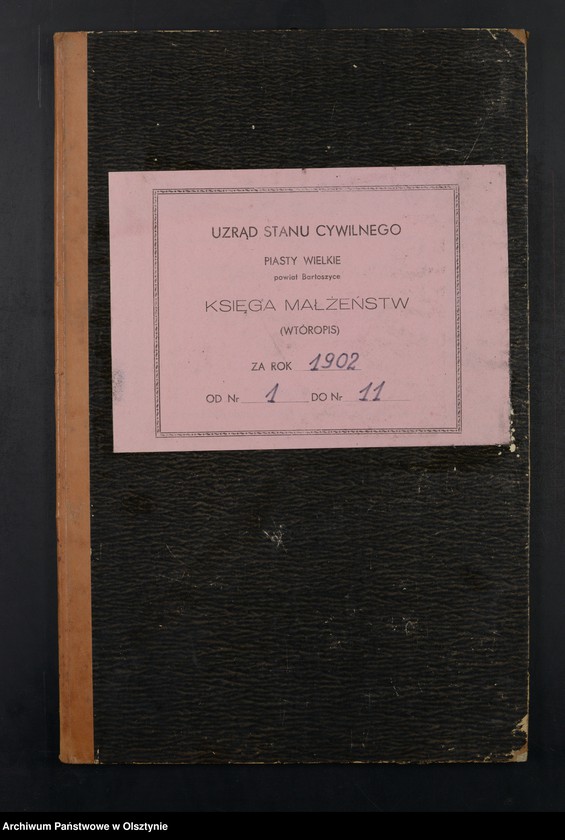 UZRĄD STANU CYWILNEGO
PIASTY WIELKIE
powiat Bartoszyce
KSIĘGA MAŁŻEŃSTW
(WTÓROPIS)
ZA ROK 1902
OD Nr 1 DO Nr 11
Archiwum Państwowe w Olsztynie